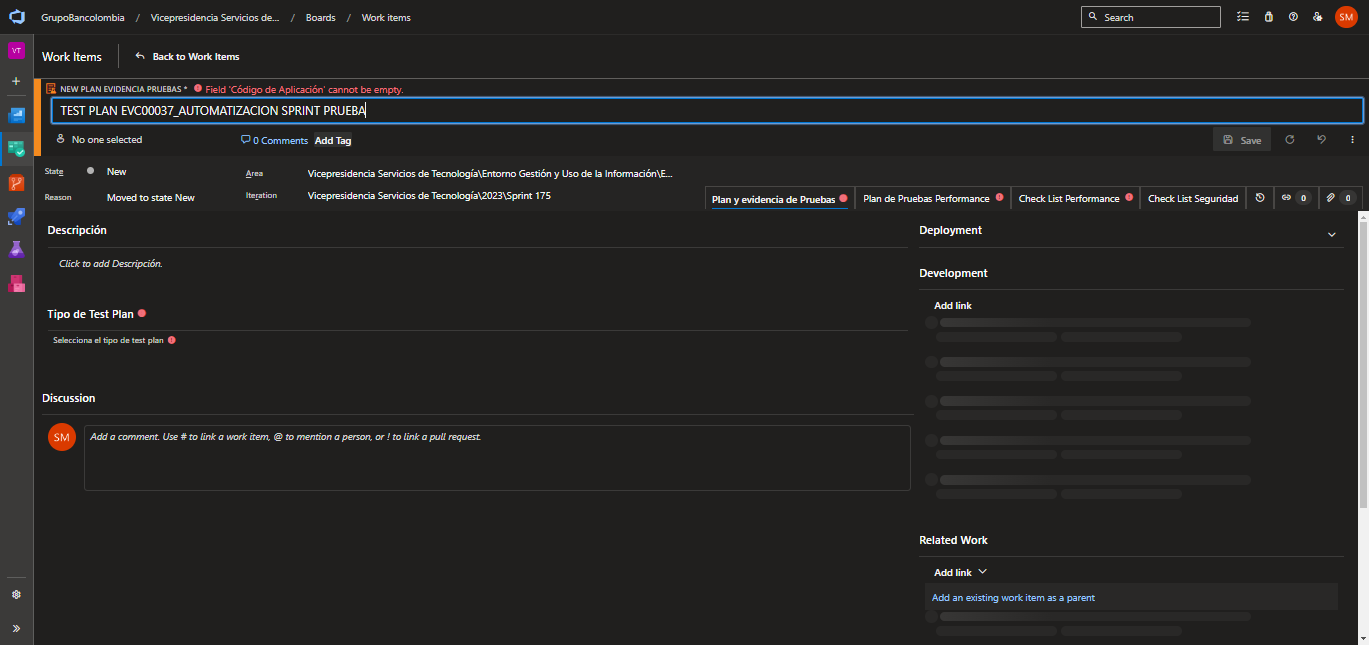 GrupoBancolombia / Vicepresidencia Servicios de... / Boards / Work items
Search
SM
VT
Work Items
Back to Work Items
NEW PLAN EVIDENCIA PRUEBAS * Field 'Código de Aplicación' cannot be empty.
TEST PLAN EVC00037_AUTOMATIZACION SPRINT PRUEBA
No one selected
0 Comments
Add Tag
Save
State
New
Area
Vicepresidencia Servicios de Tecnología\Entorno Gestión y Uso de la Información\E...
Reason
Moved to state New
Iteration
Vicepresidencia Servicios de Tecnología\2023\Sprint 175
Plan y evidencia de Pruebas
Plan de Pruebas Performance
Check List Performance
Check List Seguridad
0
0
Descripción
Click to add Descripción.
Tipo de Test Plan
Selecciona el tipo de test plan
Discussion
SM
Add a comment. Use # to link a work item, @ to mention a person, or ! to link a pull request.
Deployment
Development
Add link
Related Work
Add link
Add an existing work item as a parent